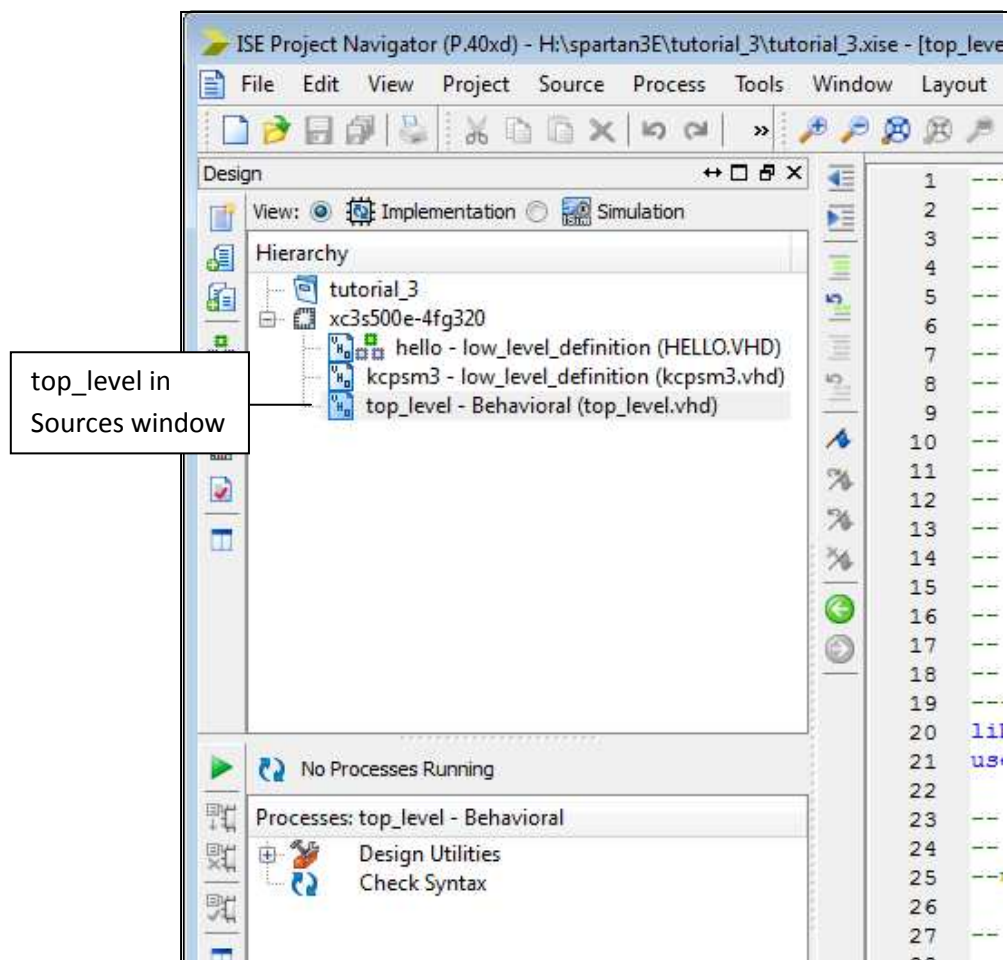 ISE Project Navigator (P.40xd) - H:\spartan3E\tutorial_3\tutorial_3.xise - [top_leve
File Edit View Project Source Process Tools Window Layout
»
Design
View: Implementation Simulation
Hierarchy
tutorial_3
xc3s500e-4fg320
hello - low_level_definition (HELLO.VHD)
kcpsm3 - low_level_definition (kcpsm3.vhd)
top_level - Behavioral (top_level.vhd)
top_level in
Sources window
No Processes Running
Processes: top_level - Behavioral
Design Utilities
Check Syntax
1 ---
2 --
3 --
4 --
5 --
6 --
7 --
8 --
9 --
10 --
11 --
12 --
13 --
14 --
15 --
16 --
17 --
18 --
19 ---
20 lib
21 use
22
23 --
24 --
25 --
26
27 --